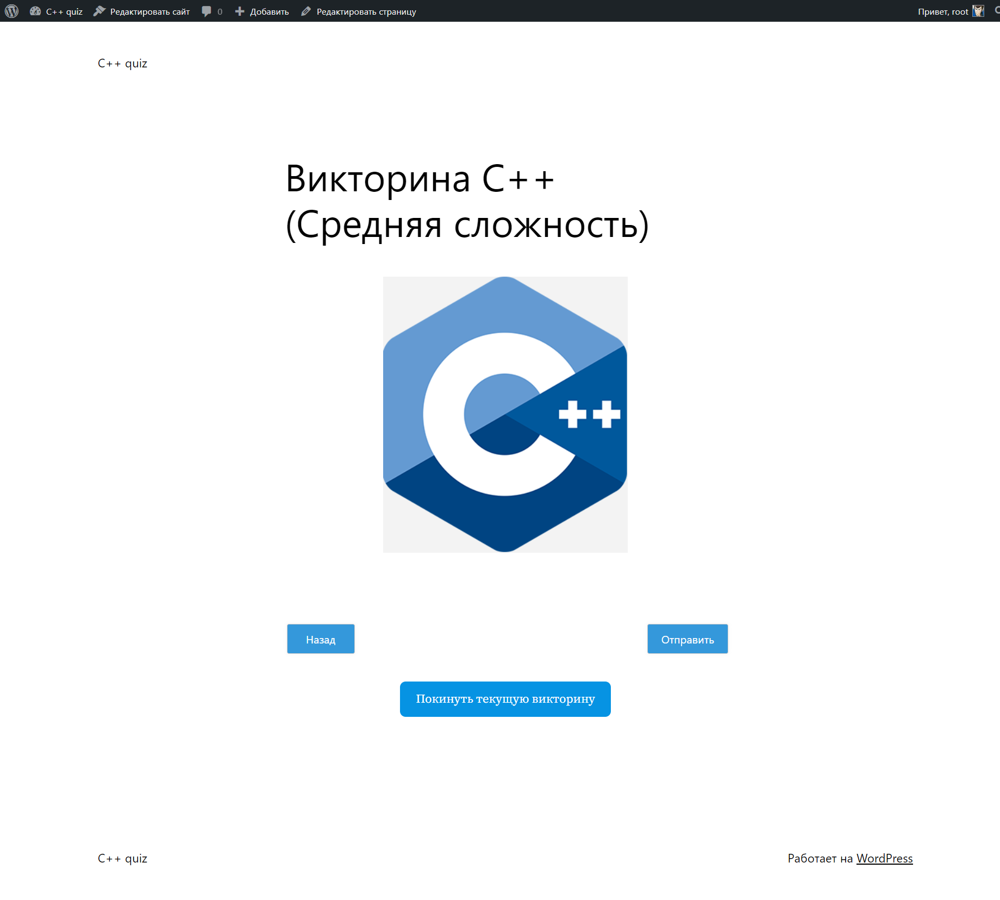 C++ quiz Редактировать сайт 0 Добавить Редактировать страницу Привет, root
C++ quiz
Викторина C++
(Средняя сложность)
C ++
Назад Отправить
Покинуть текущую викторину
C++ quiz Работает на WordPress